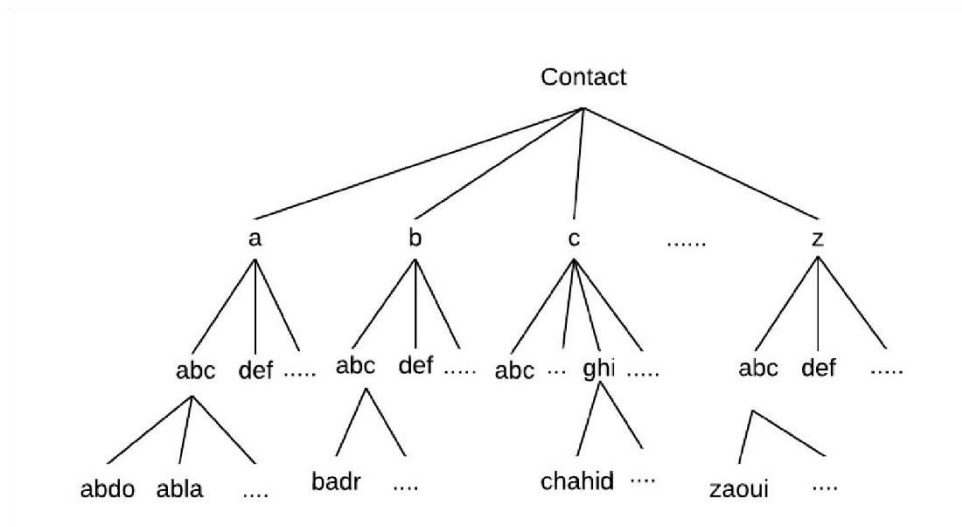 Contact
a b c ...... z
abc def ..... abc def ..... abc ... ghi ..... abc def .....
abdo abla .... badr .... chahid .... zaoui ....